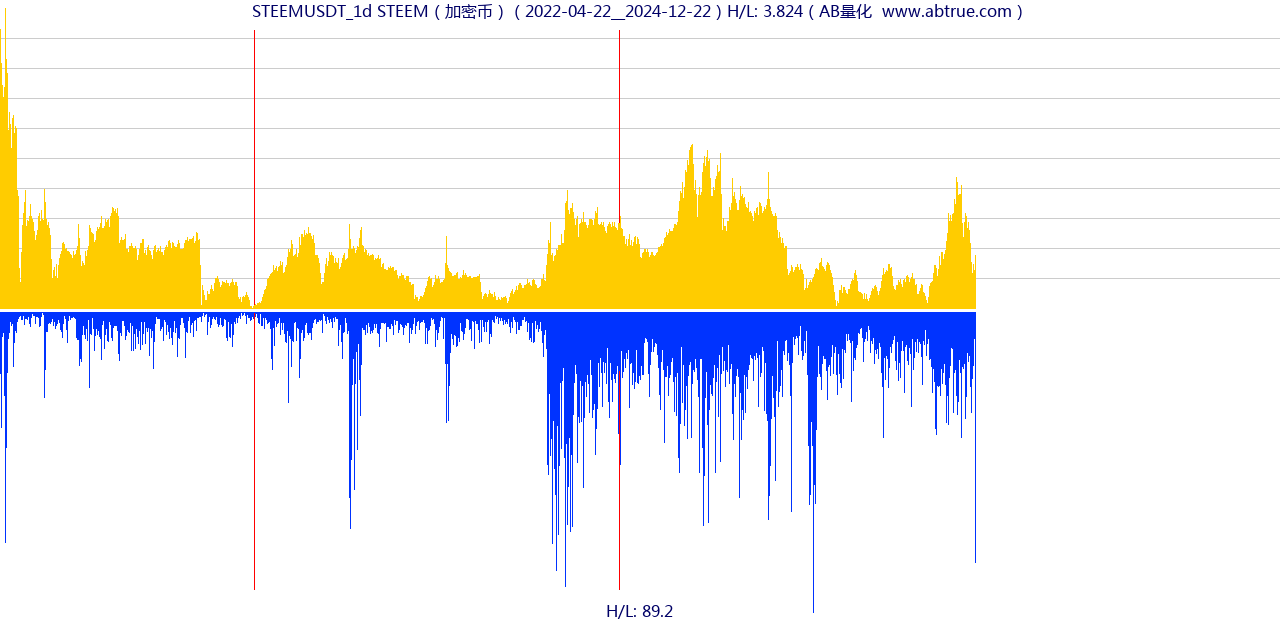 STEEMUSDT_1d STEEM ( 加密币 ) ( 2022-04-22__2024-12-22 ) H/L: 3.824 ( AB量化 www.abtrue.com )
H/L: 89.2